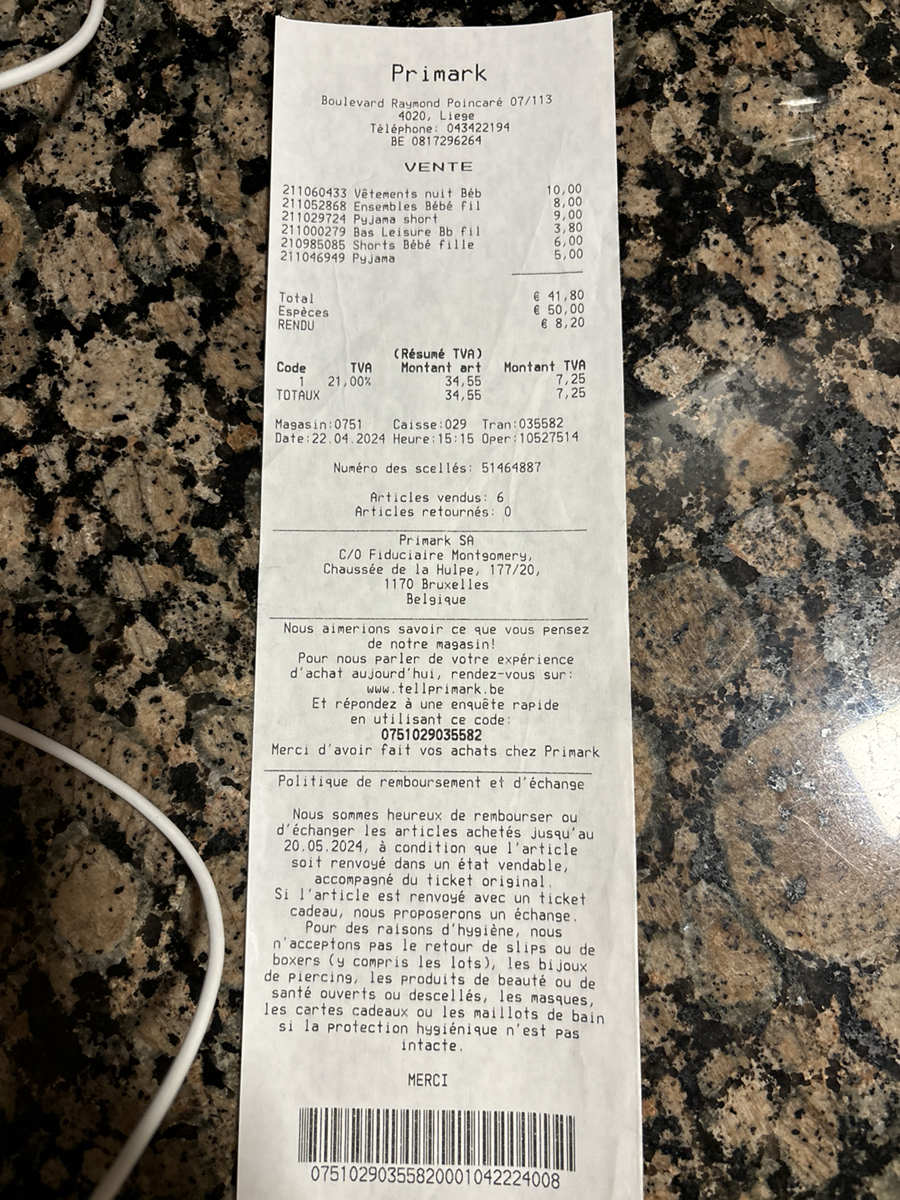 Primark
Boulevard Raymond Poincaré 07/113
4020, Liege
Téléphone: 043422194
BE 0817296264
VENTE
211060433 Vêtements nuit Béb 10,00
211052868 Ensembles Bébé fil 8,00
211029724 Pyjama short 9,00
211000279 Bas Leisure Bb fil 3,80
210985085 Shorts Bébé fille 6,00
211046949 Pyjama 5,00
Total € 41,80
Espèces € 50,00
RENDU € 8,20
(Résumé TVA)
Code TVA Montant art Montant TVA
1 21,00% 34,55 7,25
TOTAUX 34,55 7,25
Magasin:0751 Caisse:029 Tran:035582
Date:22.04.2024 Heure:15:15 Oper:10527514
Numéro des scellés: 51464887
Articles vendus: 6
Articles retournés: 0
Primark SA
C/O Fiduciaire Montgomery,
Chaussée de la Hulpe, 177/20,
1170 Bruxelles
Belgique
Nous aimerions savoir ce que vous pensez
de notre magasin!
Pour nous parler de votre expérience
d'achat aujourd'hui, rendez-vous sur:
www.tellprimark.be
Et répondez à une enquête rapide
en utilisant ce code:
0751029035582
Merci d'avoir fait vos achats chez Primark
Politique de remboursement et d'échange
Nous sommes heureux de rembourser ou
d'échanger les articles achetés jusqu'au
20.05.2024, à condition que l'article
soit renvoyé dans un état vendable,
accompagné du ticket original.
Si l'article est renvoyé avec un ticket
cadeau, nous proposerons un échange.
Pour des raisons d'hygiène, nous
n'acceptons pas le retour de slips ou de
boxers (y compris les lots), les bijoux
de piercing, les produits de beauté ou de
santé ouverts ou descellés, les masques,
les cartes cadeaux ou les maillots de bain
si la protection hygiénique n'est pas
intacte.
MERCI
07510290355820001042224008